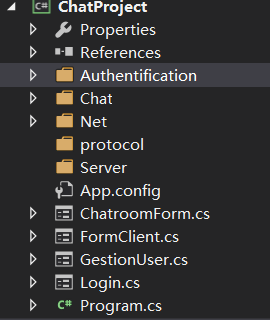 C# ChatProject
Properties
References
Authentification
Chat
Net
protocol
Server
App.config
ChatroomForm.cs
FormClient.cs
GestionUser.cs
Login.cs
C# Program.cs